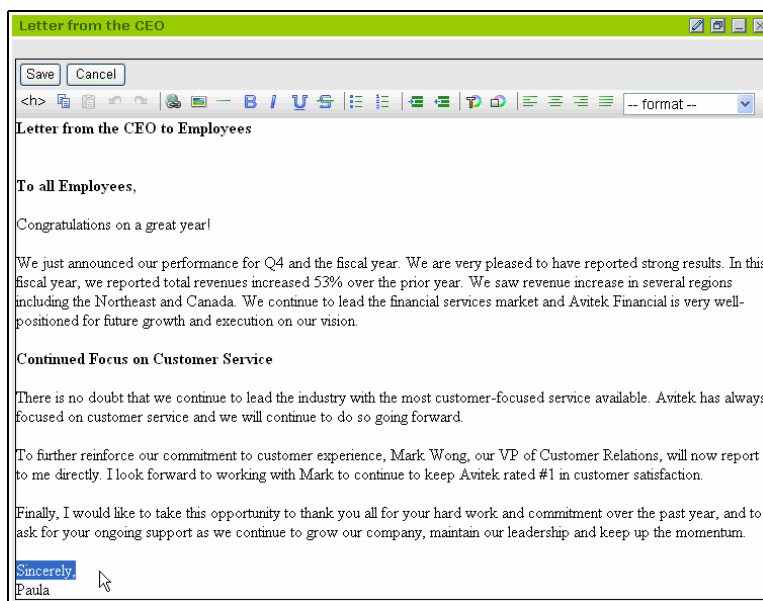 Letter from the CEO
Save Cancel
<h> B I U S -- format --
Letter from the CEO to Employees
To all Employees,
Congratulations on a great year!
We just announced our performance for Q4 and the fiscal year. We are very pleased to have reported strong results. In this
fiscal year, we reported total revenues increased 53% over the prior year. We saw revenue increase in several regions
including the Northeast and Canada. We continue to lead the financial services market and Avitek Financial is very well-
positioned for future growth and execution on our vision.
Continued Focus on Customer Service
There is no doubt that we continue to lead the industry with the most customer-focused service available. Avitek has always
focused on customer service and we will continue to do so going forward.
To further reinforce our commitment to customer experience, Mark Wong, our VP of Customer Relations, will now report
to me directly. I look forward to working with Mark to continue to keep Avitek rated #1 in customer satisfaction.
Finally, I would like to take this opportunity to thank you all for your hard work and commitment over the past year, and to
ask for your ongoing support as we continue to grow our company, maintain our leadership and keep up the momentum.
Sincerely,
Paula